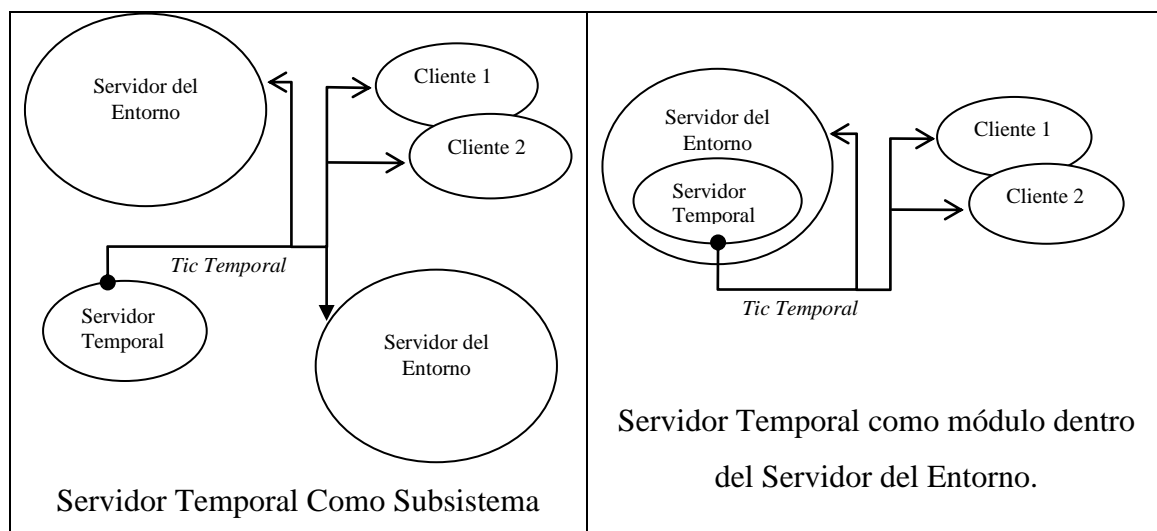 Servidor del
Entorno
Cliente 1
Cliente 2
Tic Temporal
Servidor
Temporal
Servidor del
Entorno
Servidor Temporal Como Subsistema
Servidor del
Entorno
Servidor
Temporal
Cliente 1
Cliente 2
Tic Temporal
Servidor Temporal como módulo dentro
del Servidor del Entorno.